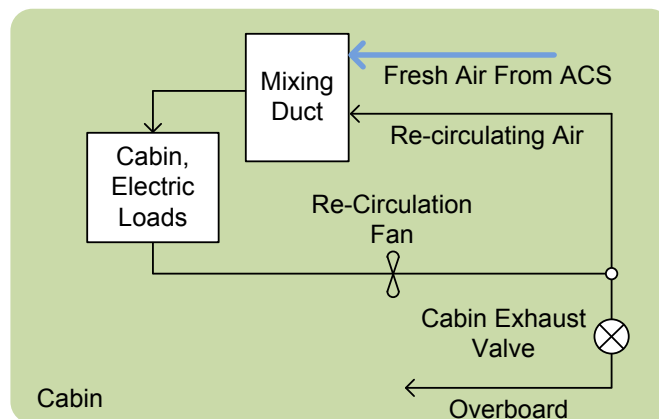 Mixing
Duct
Fresh Air From ACS
Re-circulating Air
Cabin,
Electric
Loads
Re-Circulation
Fan
Cabin Exhaust
Valve
Cabin
Overboard